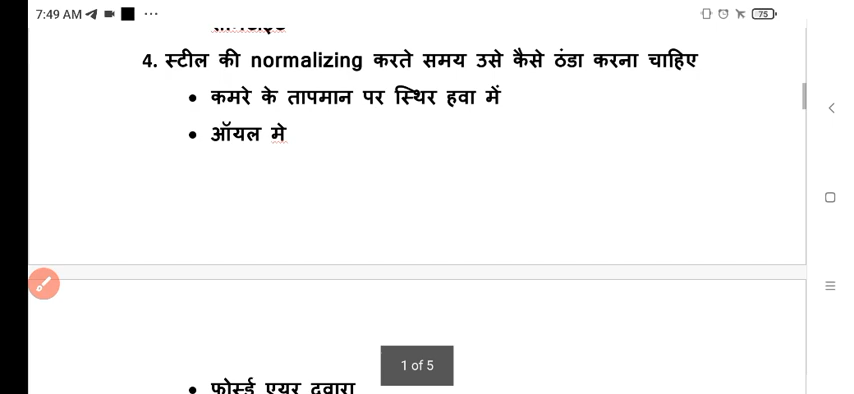 7:49 AM
75
4. स्टील की normalizing करते समय उसे कैसे ठंडा करना चाहिए
• कमरे के तापमान पर स्थिर हवा में
• ऑयल मे
1 of 5
• फोर्स्ड एयर दवारा